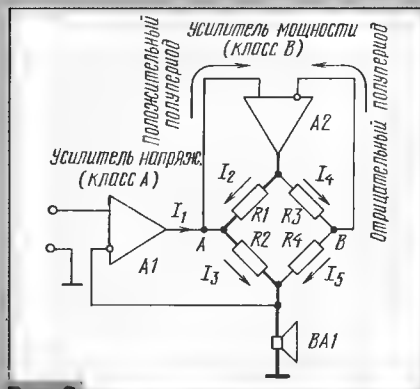 Усилитель мощности
(класс В)
Положительный
полупериод
Отрицательный полупериод
A2
Усилитель напряж.
(класс А)
I₂
I₄
R1
R3
I₁
A
B
R2
R4
A1
I₃
I₅
BA1